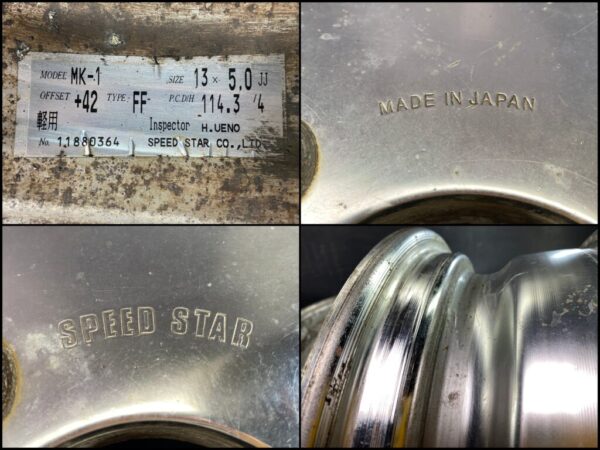 MODEL MK-1 SIZE 13 × 5.0 JJ
OFFSET +42 TYPE: FF P.C.D/H 114.3 /4
軽用 Inspector H.UENO
No. 11880364 SPEED STAR CO.,LTD.
MADE IN JAPAN
SPEED STAR